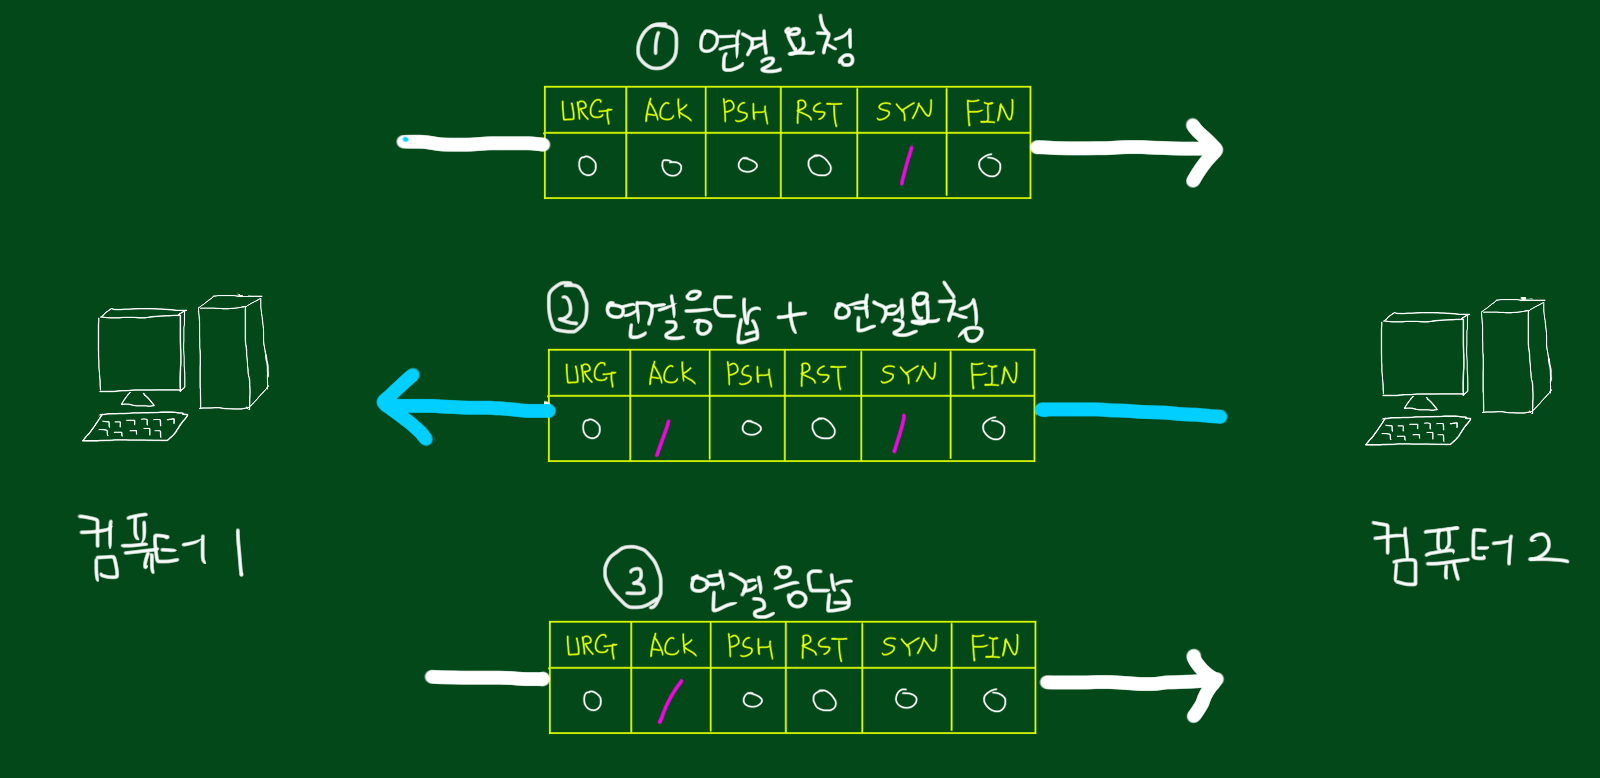 ① 연결요청
URG ACK PSH RST SYN FIN
0 0 0 0 1 0
② 연결응답 + 연결요청
URG ACK PSH RST SYN FIN
0 1 0 0 1 0
컴퓨터 1
컴퓨터 2
③ 연결응답
URG ACK PSH RST SYN FIN
0 1 0 0 0 0